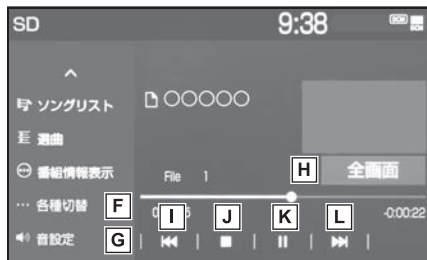 SD 9:38
ソングリスト
○○○○○
選曲
番組情報表示
File 1
H 全画面
… 各種切替 F
I J K L
-0:00:22
音設定 G